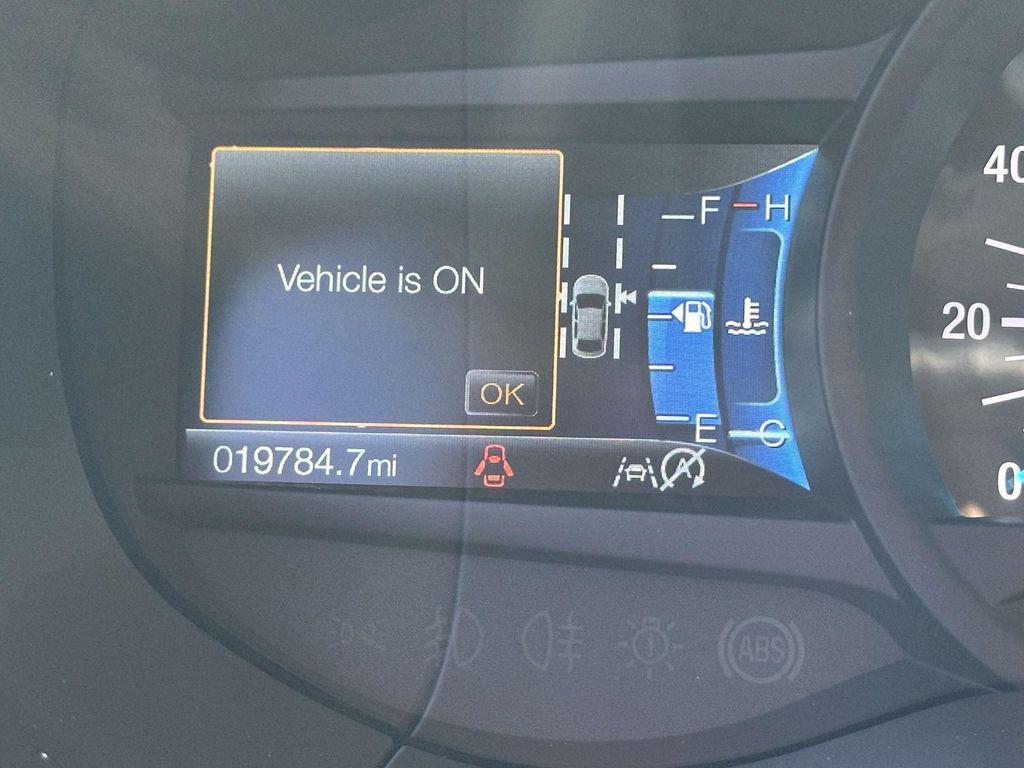 Vehicle is ON
OK
019784.7mi
F
H
E
C
A
40
20
0
ABS